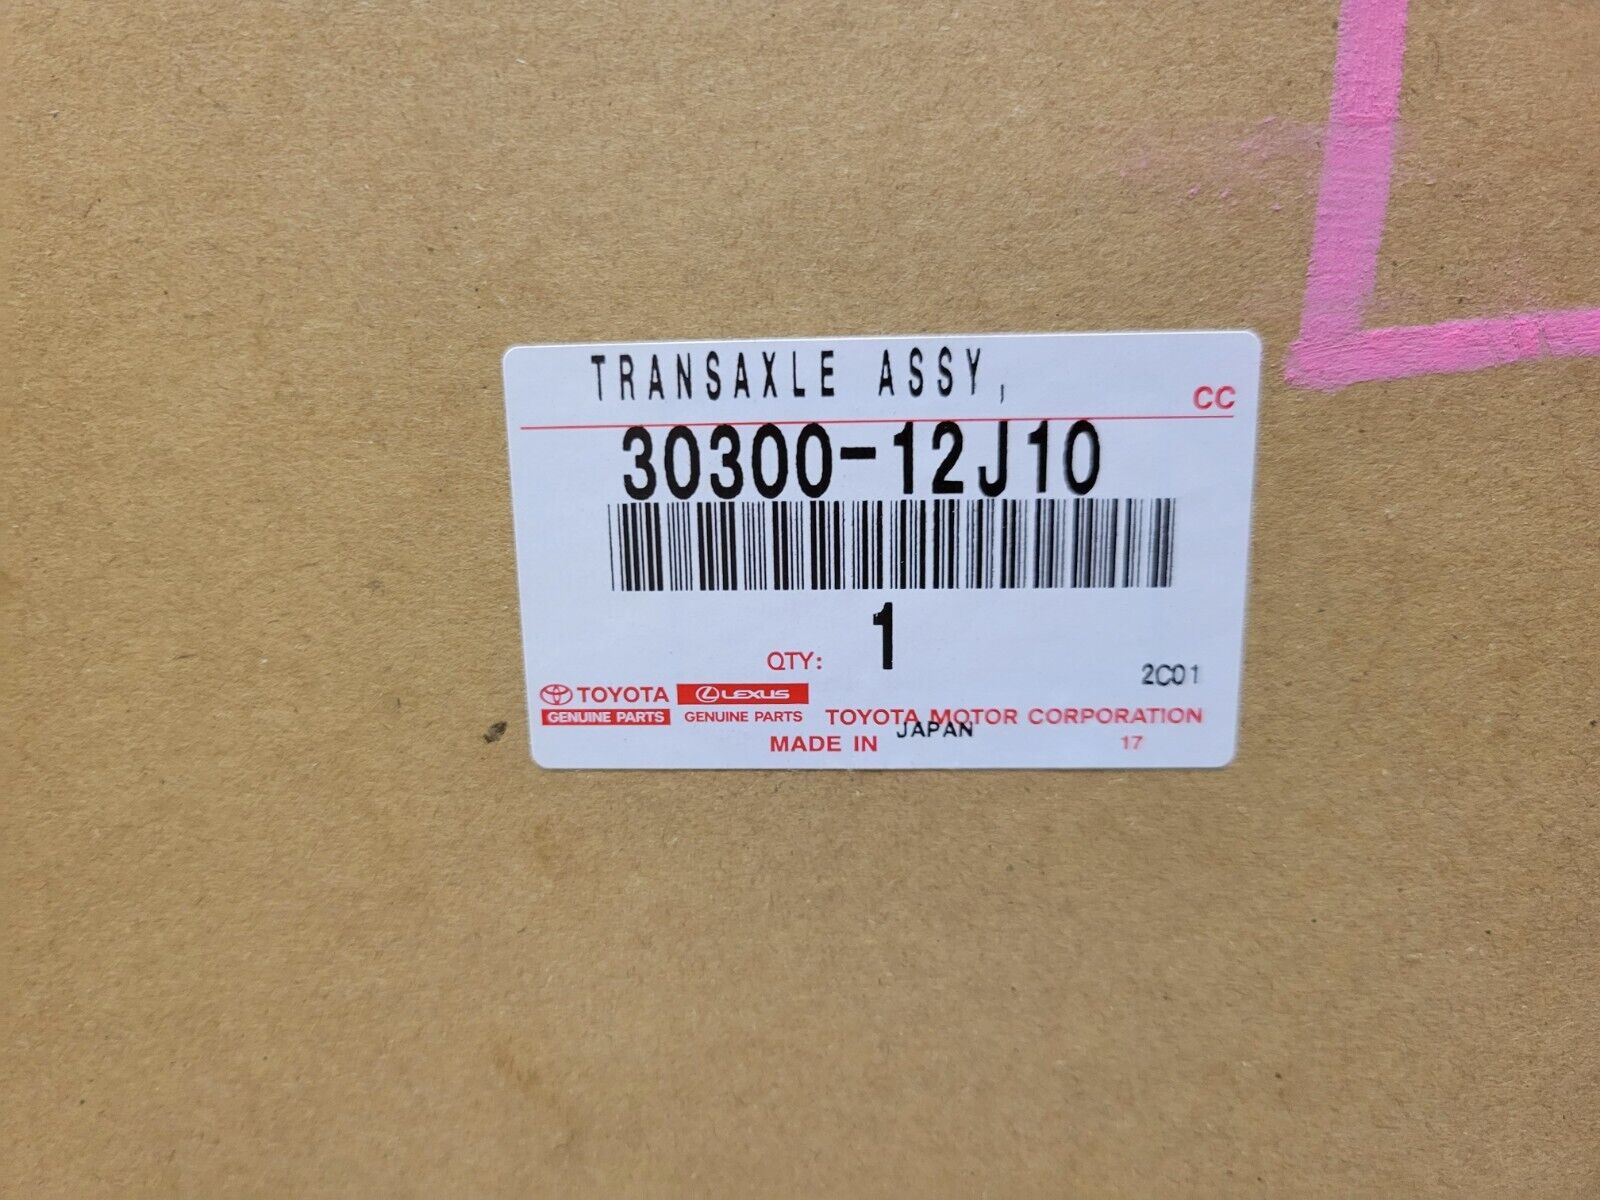 TRANSAXLE ASSY,
CC
30300-12J10
1
QTY:
2C01
TOYOTA LEXUS
GENUINE PARTS GENUINE PARTS TOYOTA MOTOR CORPORATION
MADE IN JAPAN 17